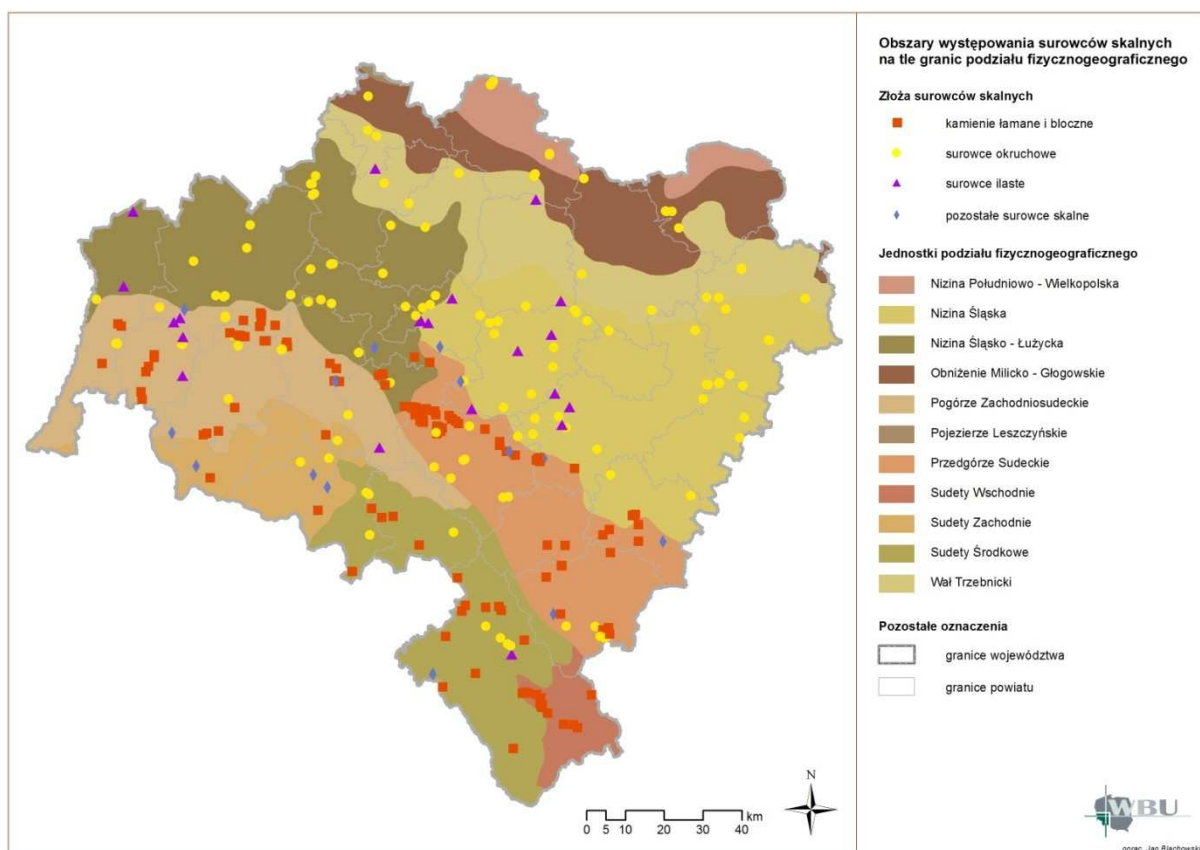 Obszary występowania surowców skalnych
na tle granic podziału fizycznogeograficznego
Złoża surowców skalnych
kamienie łamane i bloczne
surowce okruchowe
surowce ilaste
pozostałe surowce skalne
Jednostki podziału fizycznogeograficznego
Nizina Południowo - Wielkopolska
Nizina Śląska
Nizina Śląsko - Łużycka
Obniżenie Milicko - Głogowskie
Pogórze Zachodniosudeckie
Pojezierze Leszczyńskie
Przedgórze Sudeckie
Sudety Wschodnie
Sudety Zachodnie
Sudety Środkowe
Wał Trzebnicki
Pozostałe oznaczenia
granice województwa
granice powiatu
N
km
0 5 10 20 30 40
WBU
oprac. Jan Blachowski